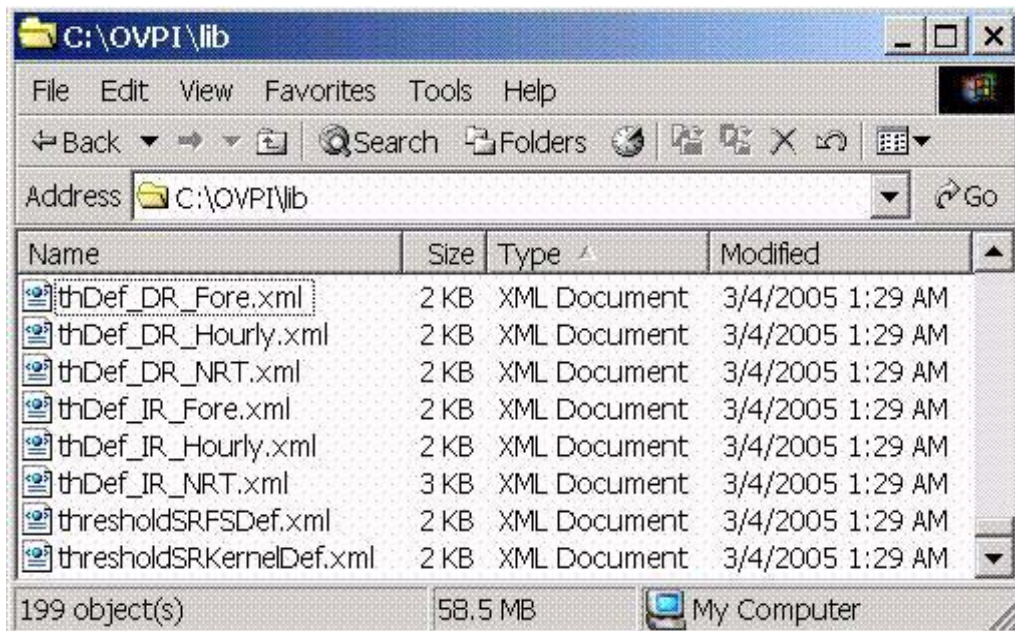 C:\OVPI\lib
File Edit View Favorites Tools Help
Back Search Folders
Address C:\OVPI\lib Go
Name Size Type Modified
thDef_DR_Fore.xml 2 KB XML Document 3/4/2005 1:29 AM
thDef_DR_Hourly.xml 2 KB XML Document 3/4/2005 1:29 AM
thDef_DR_NRT.xml 2 KB XML Document 3/4/2005 1:29 AM
thDef_IR_Fore.xml 2 KB XML Document 3/4/2005 1:29 AM
thDef_IR_Hourly.xml 2 KB XML Document 3/4/2005 1:29 AM
thDef_IR_NRT.xml 3 KB XML Document 3/4/2005 1:29 AM
thresholdSRFSDef.xml 2 KB XML Document 3/4/2005 1:29 AM
thresholdSRKernelDef.xml 2 KB XML Document 3/4/2005 1:29 AM
199 object(s) 58.5 MB My Computer